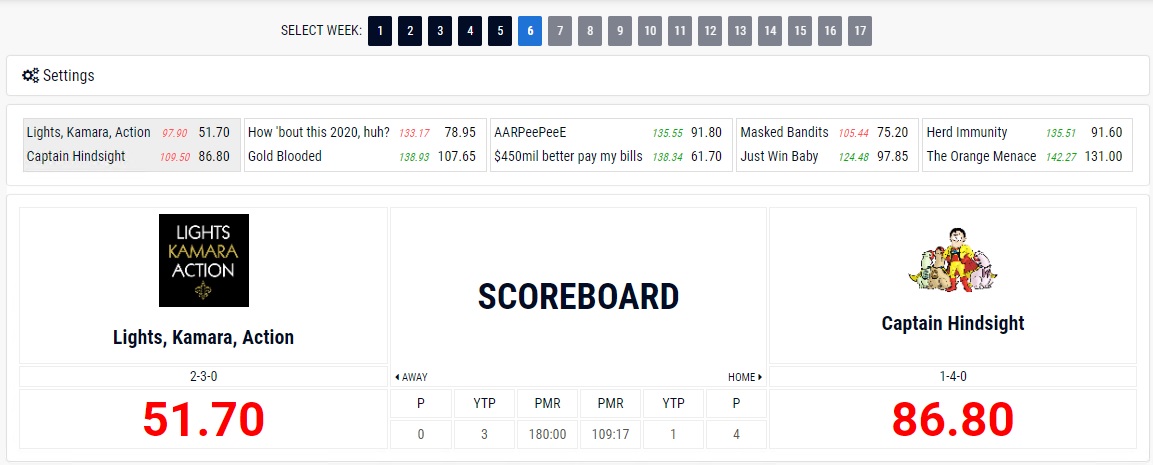 SELECT WEEK: 1 2 3 4 5 6 7 8 9 10 11 12 13 14 15 16 17
Settings
Lights, Kamara, Action 97.90 51.70
Captain Hindsight 109.50 86.80
How 'bout this 2020, huh? 133.17 78.95
Gold Blooded 138.93 107.65
AARPeePeeE 135.55 91.80
$450mil better pay my bills 138.34 61.70
Masked Bandits 105.44 75.20
Just Win Baby 124.48 97.85
Herd Immunity 135.51 91.60
The Orange Menace 142.27 131.00
LIGHTS
KAMARA
ACTION
Lights, Kamara, Action
2-3-0
51.70
SCOREBOARD
AWAY HOME
P YTP PMR PMR YTP P
0 3 180:00 109:17 1 4
Captain Hindsight
1-4-0
86.80